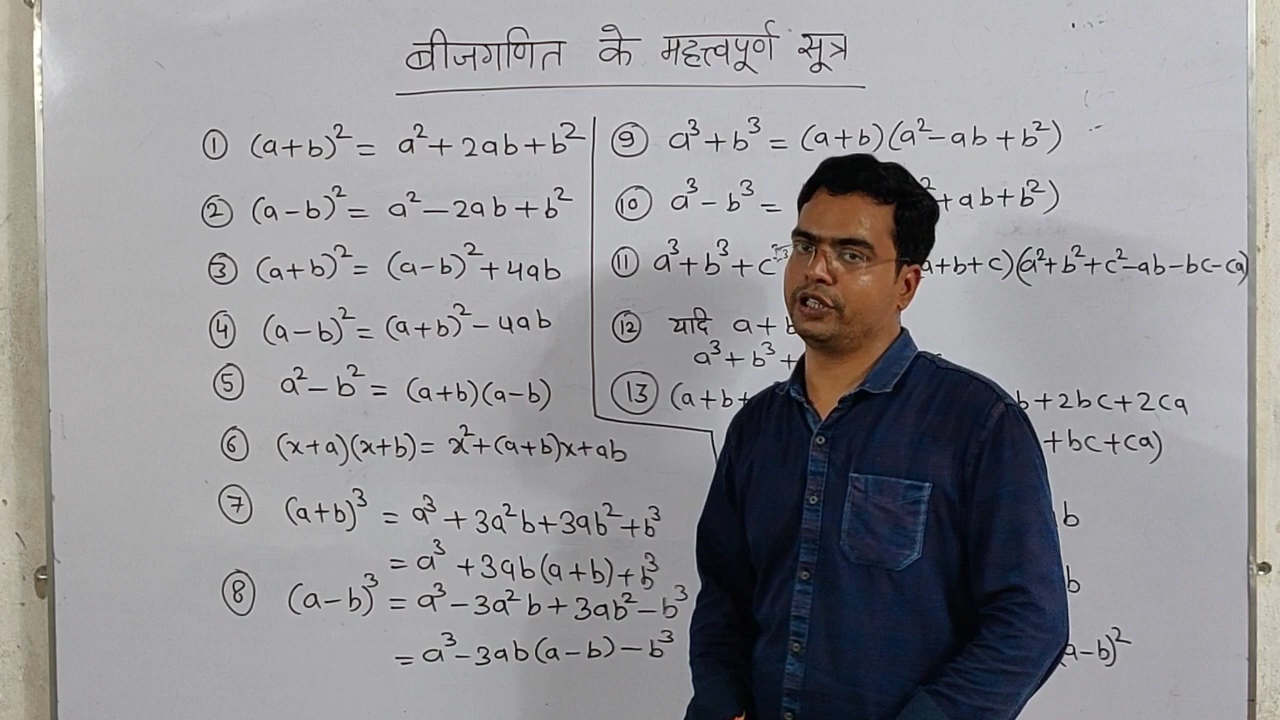 बीजगणित के महत्त्वपूर्ण सूत्र
① (a+b)² = a² + 2ab + b²
② (a-b)² = a² - 2ab + b²
③ (a+b)² = (a-b)² + 4ab
④ (a-b)² = (a+b)² - 4ab
⑤ a² - b² = (a+b)(a-b)
⑥ (x+a)(x+b) = x² + (a+b)x + ab
⑦ (a+b)³ = a³ + 3a²b + 3ab² + b³
= a³ + 3ab(a+b) + b³
⑧ (a-b)³ = a³ - 3a²b + 3ab² - b³
= a³ - 3ab(a-b) - b³
⑨ a³ + b³ = (a+b)(a² - ab + b²)
⑩ a³ - b³ = + ab + b²)
⑪ a³ + b³ + c a+b+c)(a²+b²+c²-ab-bc-ca)
⑫ यदि a+b
a³ + b³ +
⑬ (a+b+ b + 2bc + 2ca
+ bc + ca)
b
b
a-b)²